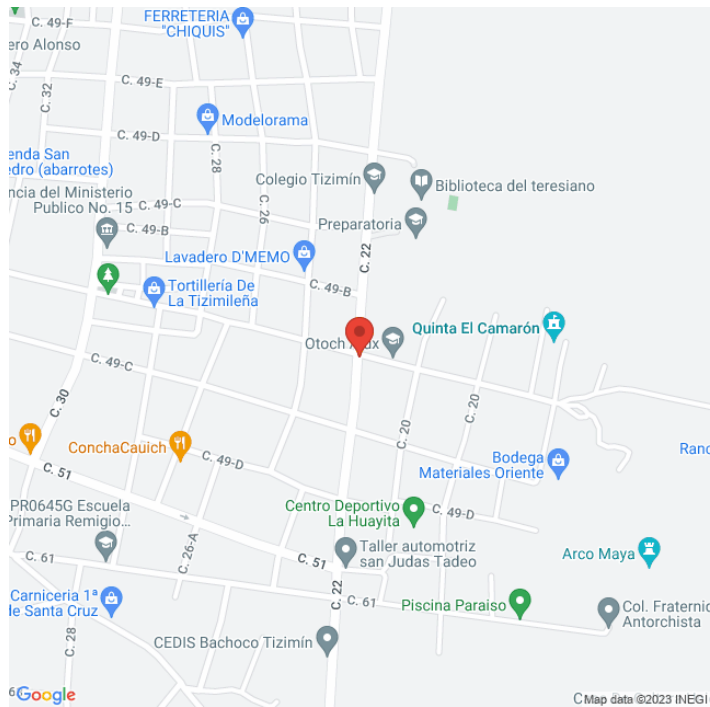 C. 49-F
FERRETERIA
"CHIQUIS"
ero Alonso
C. 34
C. 32
C. 49-E
Modelorama
C. 49-D
C. 28
enda San
edro (abarrotes)
Colegio Tizimín
Biblioteca del teresiano
ncia del Ministerio
Publico No. 15
C. 49-C
C. 26
Preparatoria
C. 49-B
C. 22
Lavadero D'MEMO
Tortillería De
La Tizimileña
C. 49-B
Quinta El Camarón
Otoch
x
C. 49-C
C. 30
C. 20
C. 20
o
ConchaCauich
C. 49-D
Bodega
Materiales Oriente
Ranc
C. 51
PR0645G Escuela
Primaria Remigio...
Centro Deportivo
La Huayita
C. 49-D
C. 26-A
C. 51
Taller automotriz
san Judas Tadeo
Arco Maya
C. 61
Carniceria 1ª
de Santa Cruz
C. 22
C. 61
Piscina Paraiso
Col. Fraternid
Antorchista
C. 28
CEDIS Bachoco Tizimín
6
Google
Map data ©2023 INEGI